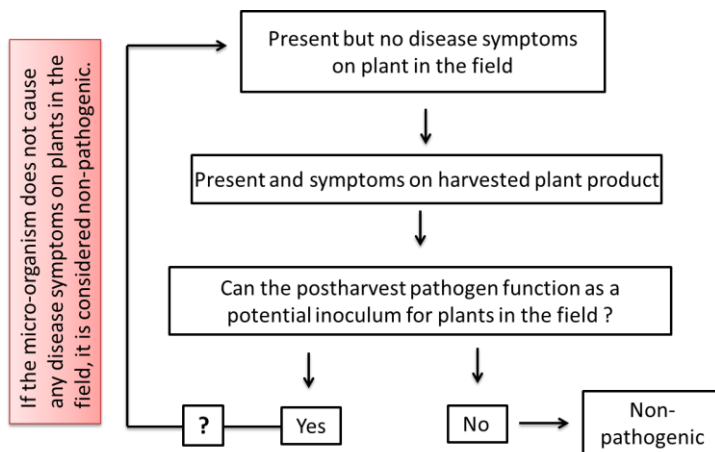 If the micro-organism does not cause
any disease symptoms on plants in the
field, it is considered non-pathogenic.
Present but no disease symptoms
on plant in the field
Present and symptoms on harvested plant product
Can the postharvest pathogen function as a
potential inoculum for plants in the field ?
?
Yes
No
Non-
pathogenic